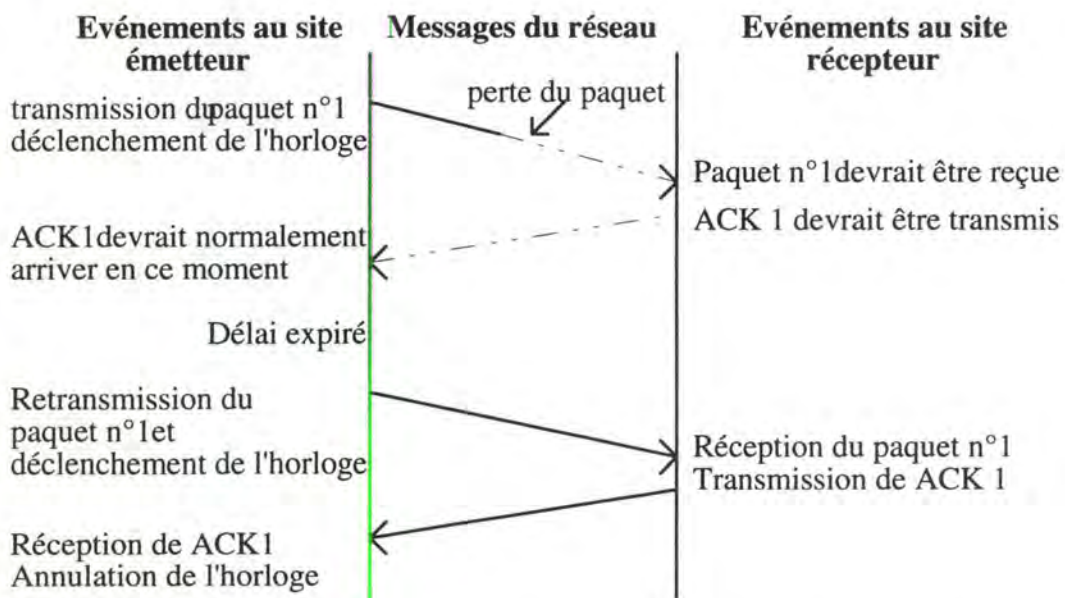 Evénements au site
émetteur
Messages du réseau
Evénements au site
récepteur
transmission du paquet n°1
déclenchement de l'horloge
perte du paquet
Paquet n°1devrait être reçue
ACK 1 devrait être transmis
ACK1devrait normalement
arriver en ce moment
Délai expiré
Retransmission du
paquet n°1et
déclenchement de l'horloge
Réception du paquet n°1
Transmission de ACK 1
Réception de ACK1
Annulation de l'horloge